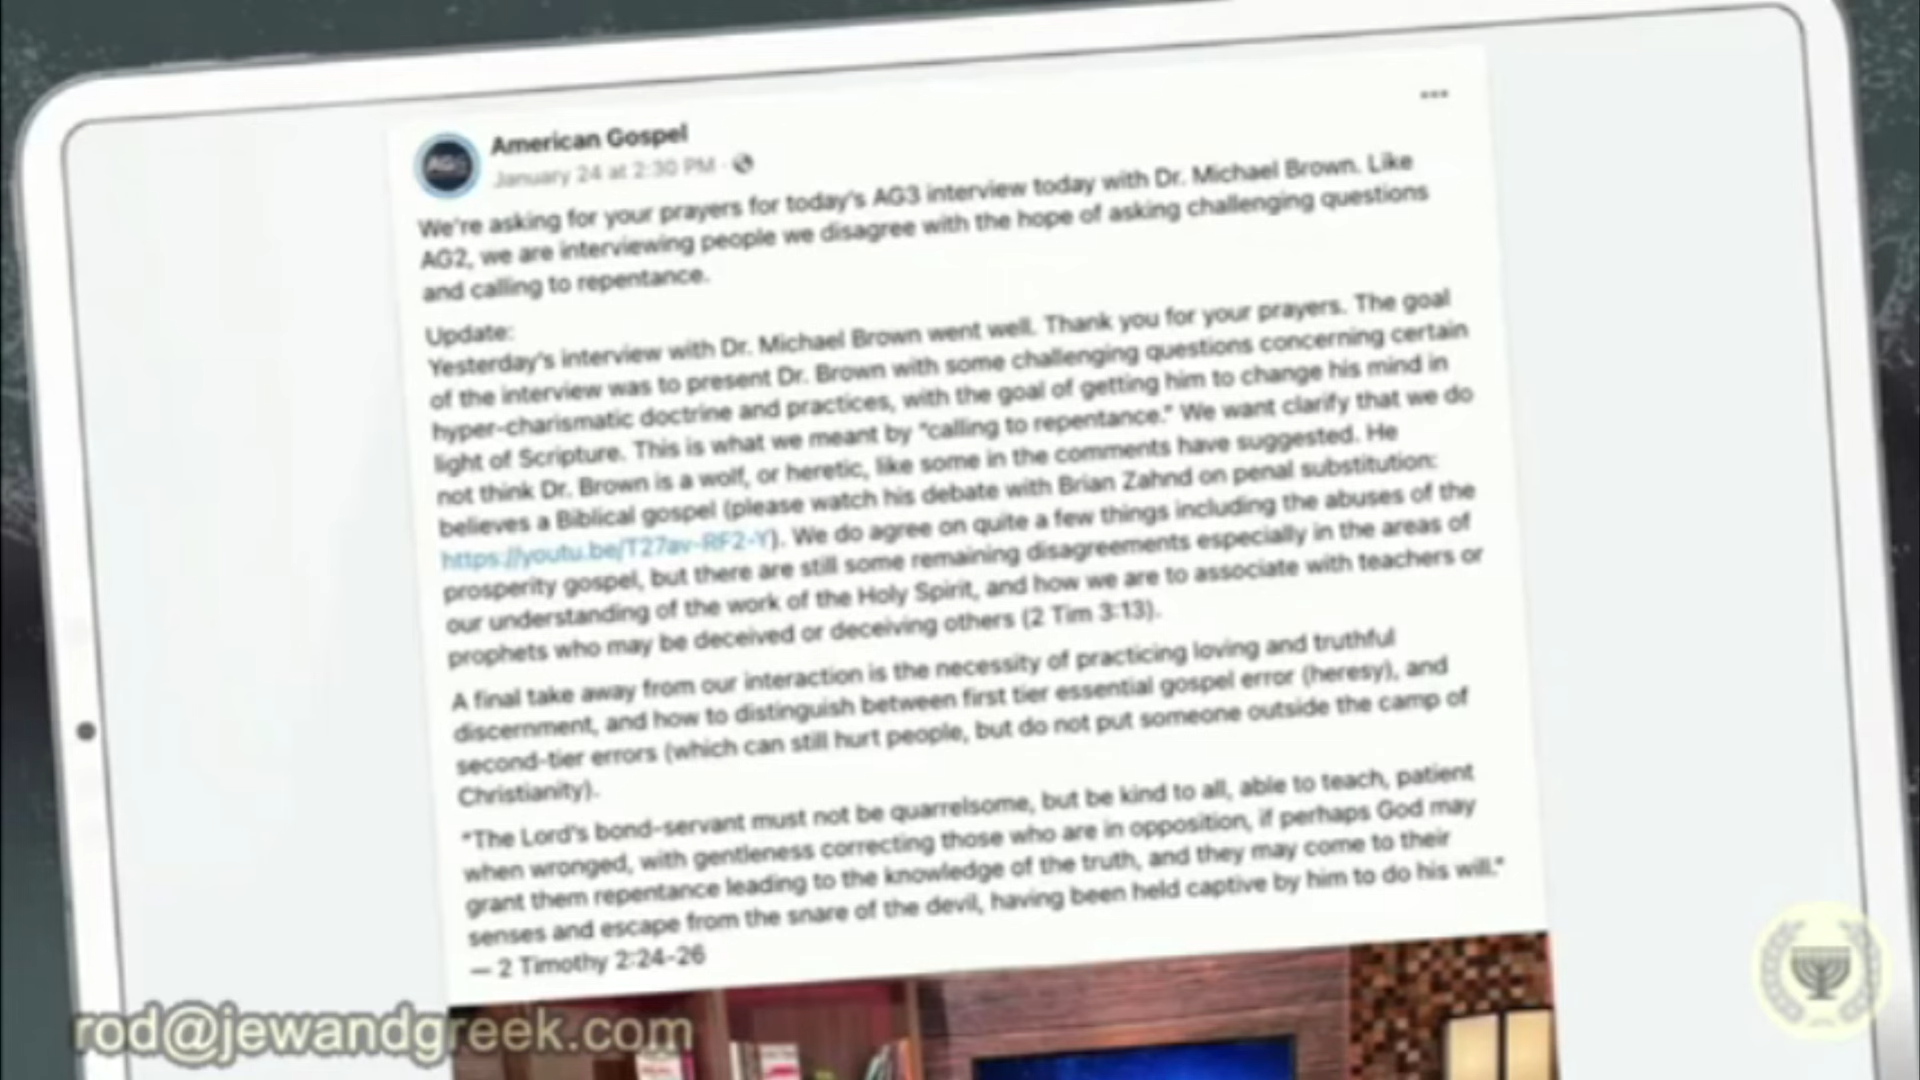 American Gospel
January 24 at 2:30 PM ·
We're asking for your prayers for today's AG3 interview today with Dr. Michael Brown. Like
AG2, we are interviewing people we disagree with the hope of asking challenging questions
and calling to repentance.
Update:
Yesterday's interview with Dr. Michael Brown went well. Thank you for your prayers. The goal
of the interview was to present Dr. Brown with some challenging questions concerning certain
hyper-charismatic doctrine and practices, with the goal of getting him to change his mind in
light of Scripture. This is what we meant by "calling to repentance." We want clarify that we do
not think Dr. Brown is a wolf, or heretic, like some in the comments have suggested. He
believes a Biblical gospel (please watch his debate with Brian Zahnd on penal substitution:
https://youtu.be/T27av-RF2-Y). We do agree on quite a few things including the abuses of the
prosperity gospel, but there are still some remaining disagreements especially in the areas of
our understanding of the work of the Holy Spirit, and how we are to associate with teachers or
prophets who may be deceived or deceiving others (2 Tim 3:13).
A final take away from our interaction is the necessity of practicing loving and truthful
discernment, and how to distinguish between first tier essential gospel error (heresy), and
second-tier errors (which can still hurt people, but do not put someone outside the camp of
Christianity).
"The Lord's bond-servant must not be quarrelsome, but be kind to all, able to teach, patient
when wronged, with gentleness correcting those who are in opposition, if perhaps God may
grant them repentance leading to the knowledge of the truth, and they may come to their
senses and escape from the snare of the devil, having been held captive by him to do his will."
— 2 Timothy 2:24-26
rod@jewandgreek.com